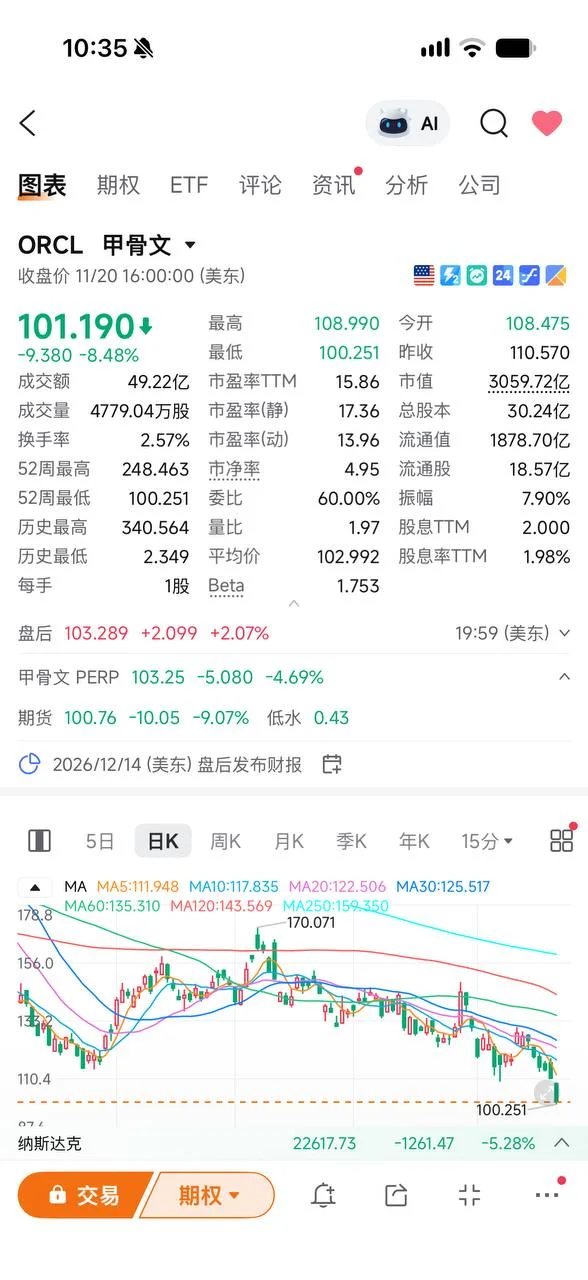 10:35
AI
图表 期权 ETF 评论 资讯 分析 公司
ORCL 甲骨文
收盘价 11/20 16:00:00 (美东)
24
101.190 最高 108.990 今开 108.475
-9.380 -8.48% 最低 100.251 昨收 110.570
成交额 49.22亿 市盈率TTM 15.86 市值 3059.72亿
成交量 4779.04万股 市盈率(静) 17.36 总股本 30.24亿
换手率 2.57% 市盈率(动) 13.96 流通值 1878.70亿
52周最高 248.463 市净率 4.95 流通股 18.57亿
52周最低 100.251 委比 60.00% 振幅 7.90%
历史最高 340.564 量比 1.97 股息TTM 2.000
历史最低 2.349 平均价 102.992 股息率TTM 1.98%
每手 1股 Beta 1.753
盘后 103.289 +2.099 +2.07% 19:59 (美东)
甲骨文 PERP 103.25 -5.080 -4.69%
期货 100.76 -10.05 -9.07% 低水 0.43
2026/12/14 (美东) 盘后发布财报
5日 日K 周K 月K 季K 年K 15分
MA MA5:111.948 MA10:117.835 MA20:122.506 MA30:125.517
MA60:135.310 MA120:143.569 MA250:159.350
178.8
170.071
156.0
133.2
110.4
100.251
87.6
纳斯达克 22617.73 -1261.47 -5.28%
交易 期权